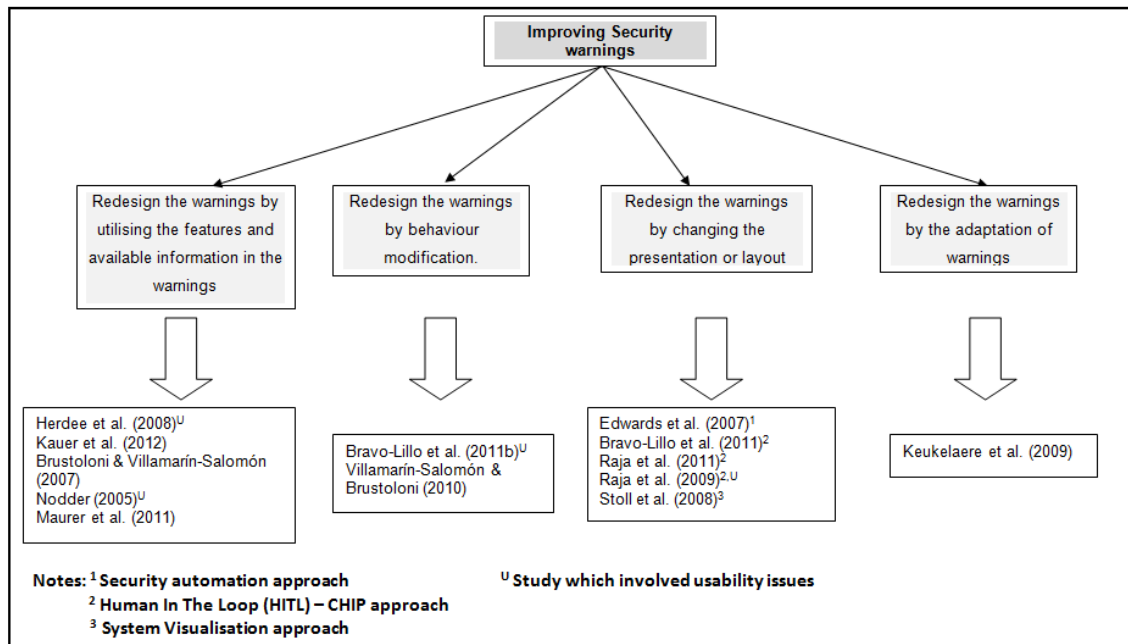 Improving Security
warnings
Redesign the warnings by
utilising the features and
available information in the
warnings
Redesign the warnings
by behaviour
modification.
Redesign the warnings
by changing the
presentation or layout
Redesign the warnings
by the adaptation of
warnings
Herdee et al. (2008)ᵁ
Kauer et al. (2012)
Brustoloni & Villamarín-Salomón
(2007)
Nodder (2005)ᵁ
Maurer et al. (2011)
Bravo-Lillo et al. (2011b)ᵁ
Villamarín-Salomón &
Brustoloni (2010)
Edwards et al. (2007)¹
Bravo-Lillo et al. (2011)²
Raja et al. (2011)²
Raja et al. (2009)²,ᵁ
Stoll et al. (2008)³
Keukelaere et al. (2009)
Notes: ¹ Security automation approach
ᵁ Study which involved usability issues
² Human In The Loop (HITL) – CHIP approach
³ System Visualisation approach